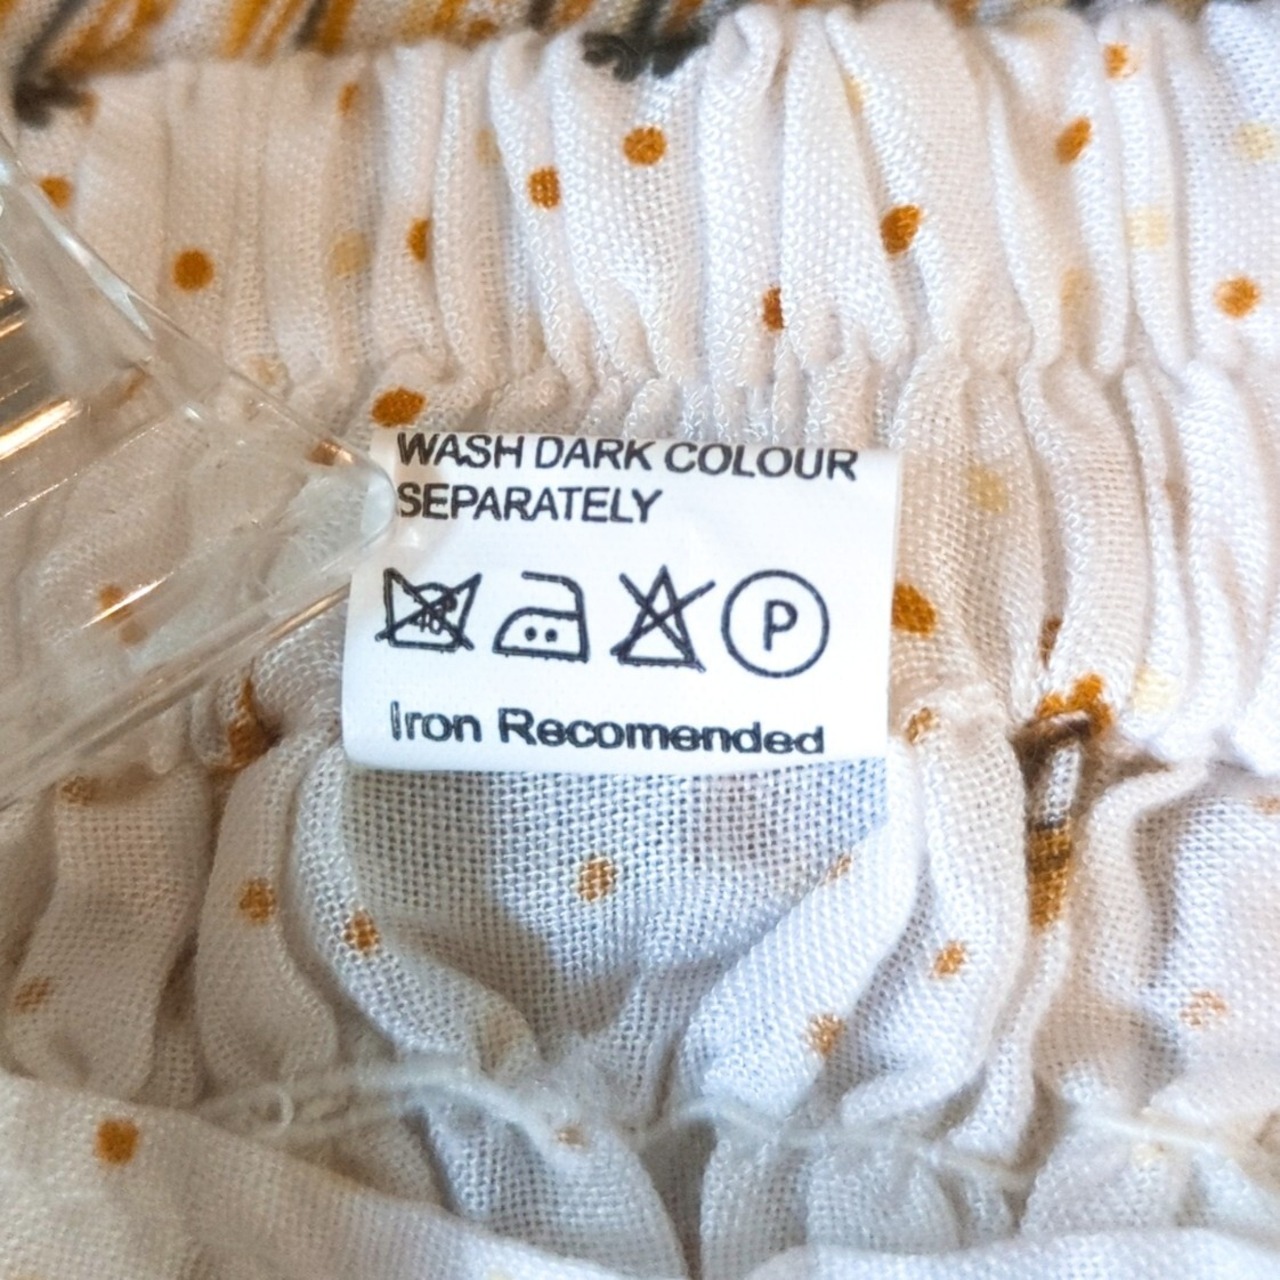 WASH DARK COLOUR
SEPARATELY
P
Iron Recomended